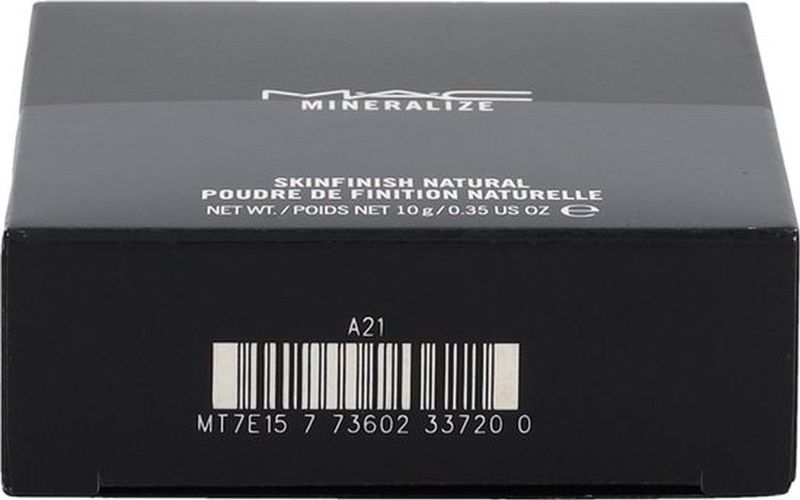 MAC
MINERALIZE
SKINFINISH NATURAL
POUDRE DE FINITION NATURELLE
NET WT./POIDS NET 10 g/0.35 US OZ ℮
A21
MT7E15 7 73602 33720 0